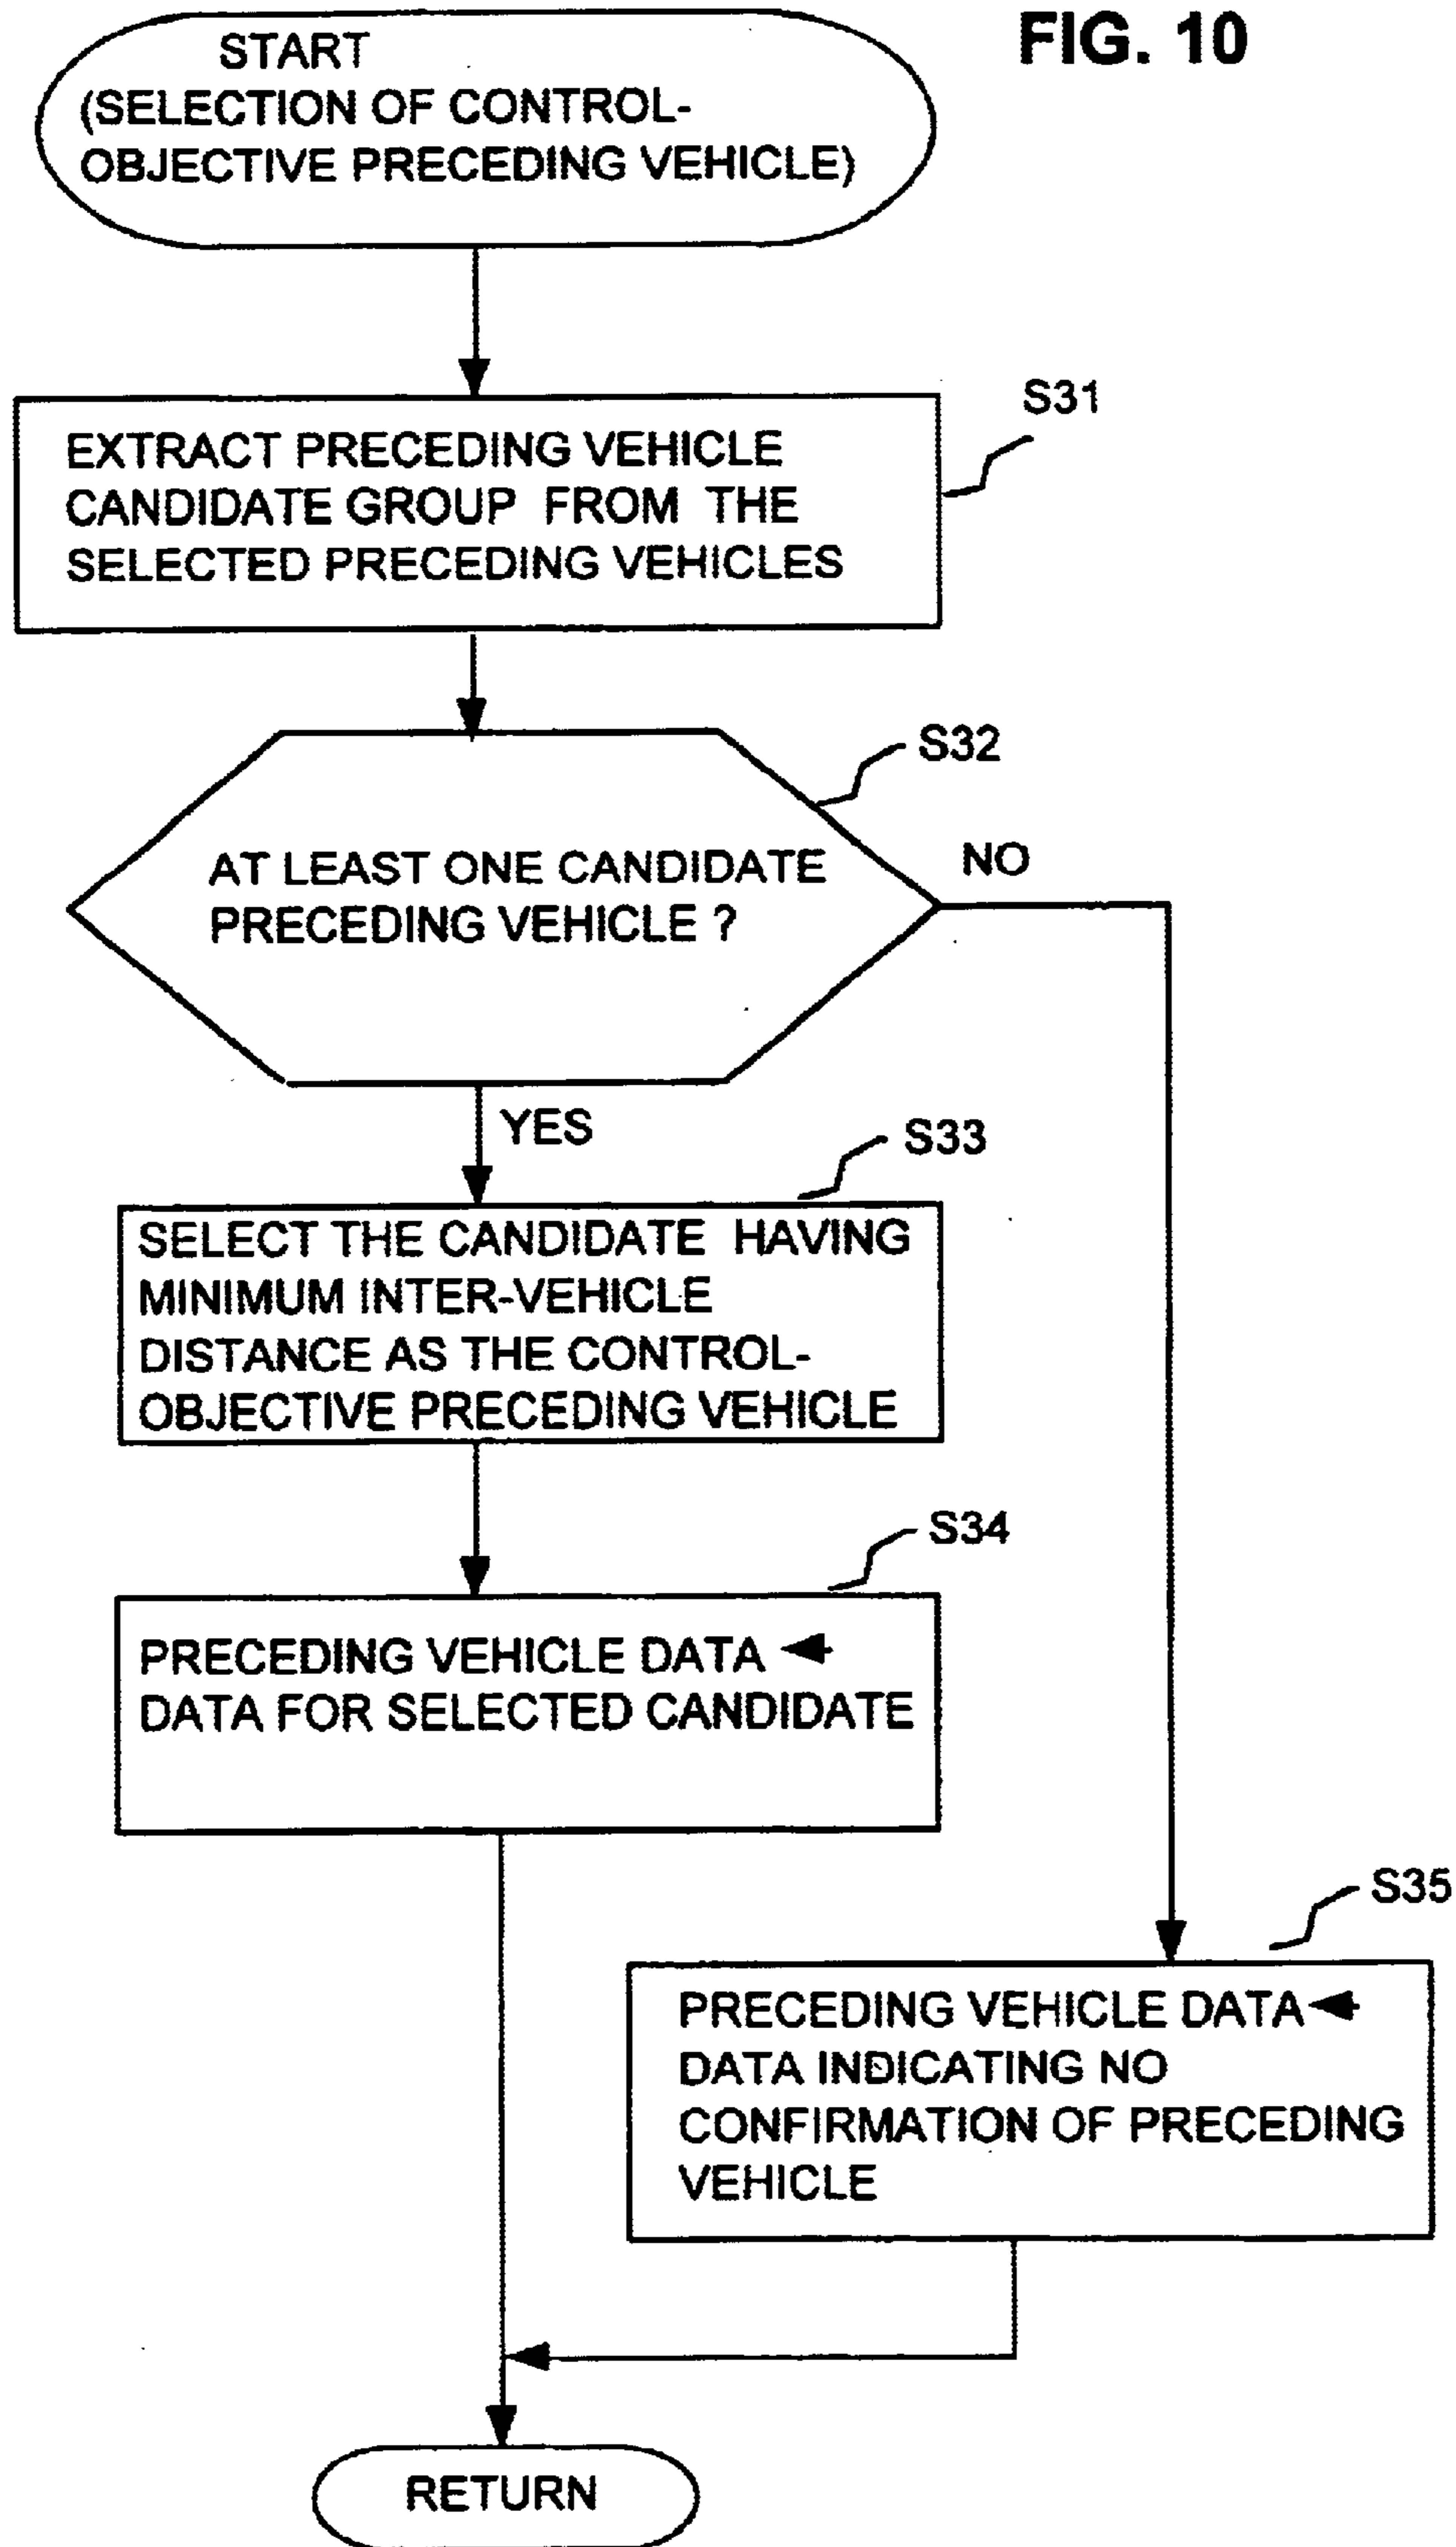 FIG. 10
START
(SELECTION OF CONTROL-
OBJECTIVE PRECEDING VEHICLE)
S31
EXTRACT PRECEDING VEHICLE
CANDIDATE GROUP FROM THE
SELECTED PRECEDING VEHICLES
S32
AT LEAST ONE CANDIDATE
PRECEDING VEHICLE ?
NO
YES
S33
SELECT THE CANDIDATE HAVING
MINIMUM INTER-VEHICLE
DISTANCE AS THE CONTROL-
OBJECTIVE PRECEDING VEHICLE
S34
PRECEDING VEHICLE DATA
DATA FOR SELECTED CANDIDATE
S35
PRECEDING VEHICLE DATA
DATA INDICATING NO
CONFIRMATION OF PRECEDING
VEHICLE
RETURN